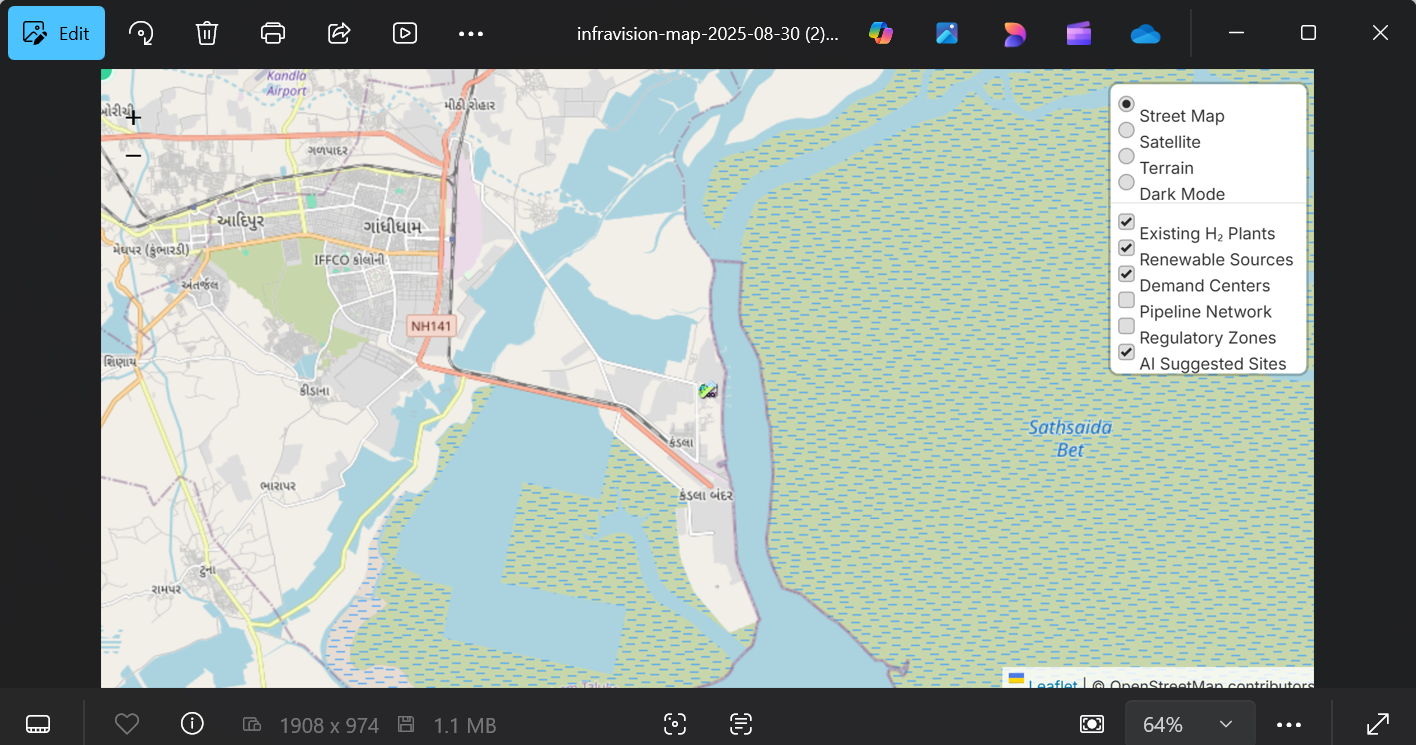 Edit
infravision-map-2025-08-30 (2)...
Kandla
Airport
મીઠી રોહાર
+
−
ગળપાદર
આદિપુર
ગાંધીધામ
મેઘપર (કુંભારડી)
IFFCO કોલોની
અંતર્જાલ
NH141
શિણાય
કીડાના
કંડલા
ભારાપર
કંડલા બંદર
ટુના
રામપર
Sathsaida
Bet
Street Map
Satellite
Terrain
Dark Mode
Existing H₂ Plants
Renewable Sources
Demand Centers
Pipeline Network
Regulatory Zones
AI Suggested Sites
Leaflet | © OpenStreetMap contributors
1908 x 974
1.1 MB
64%